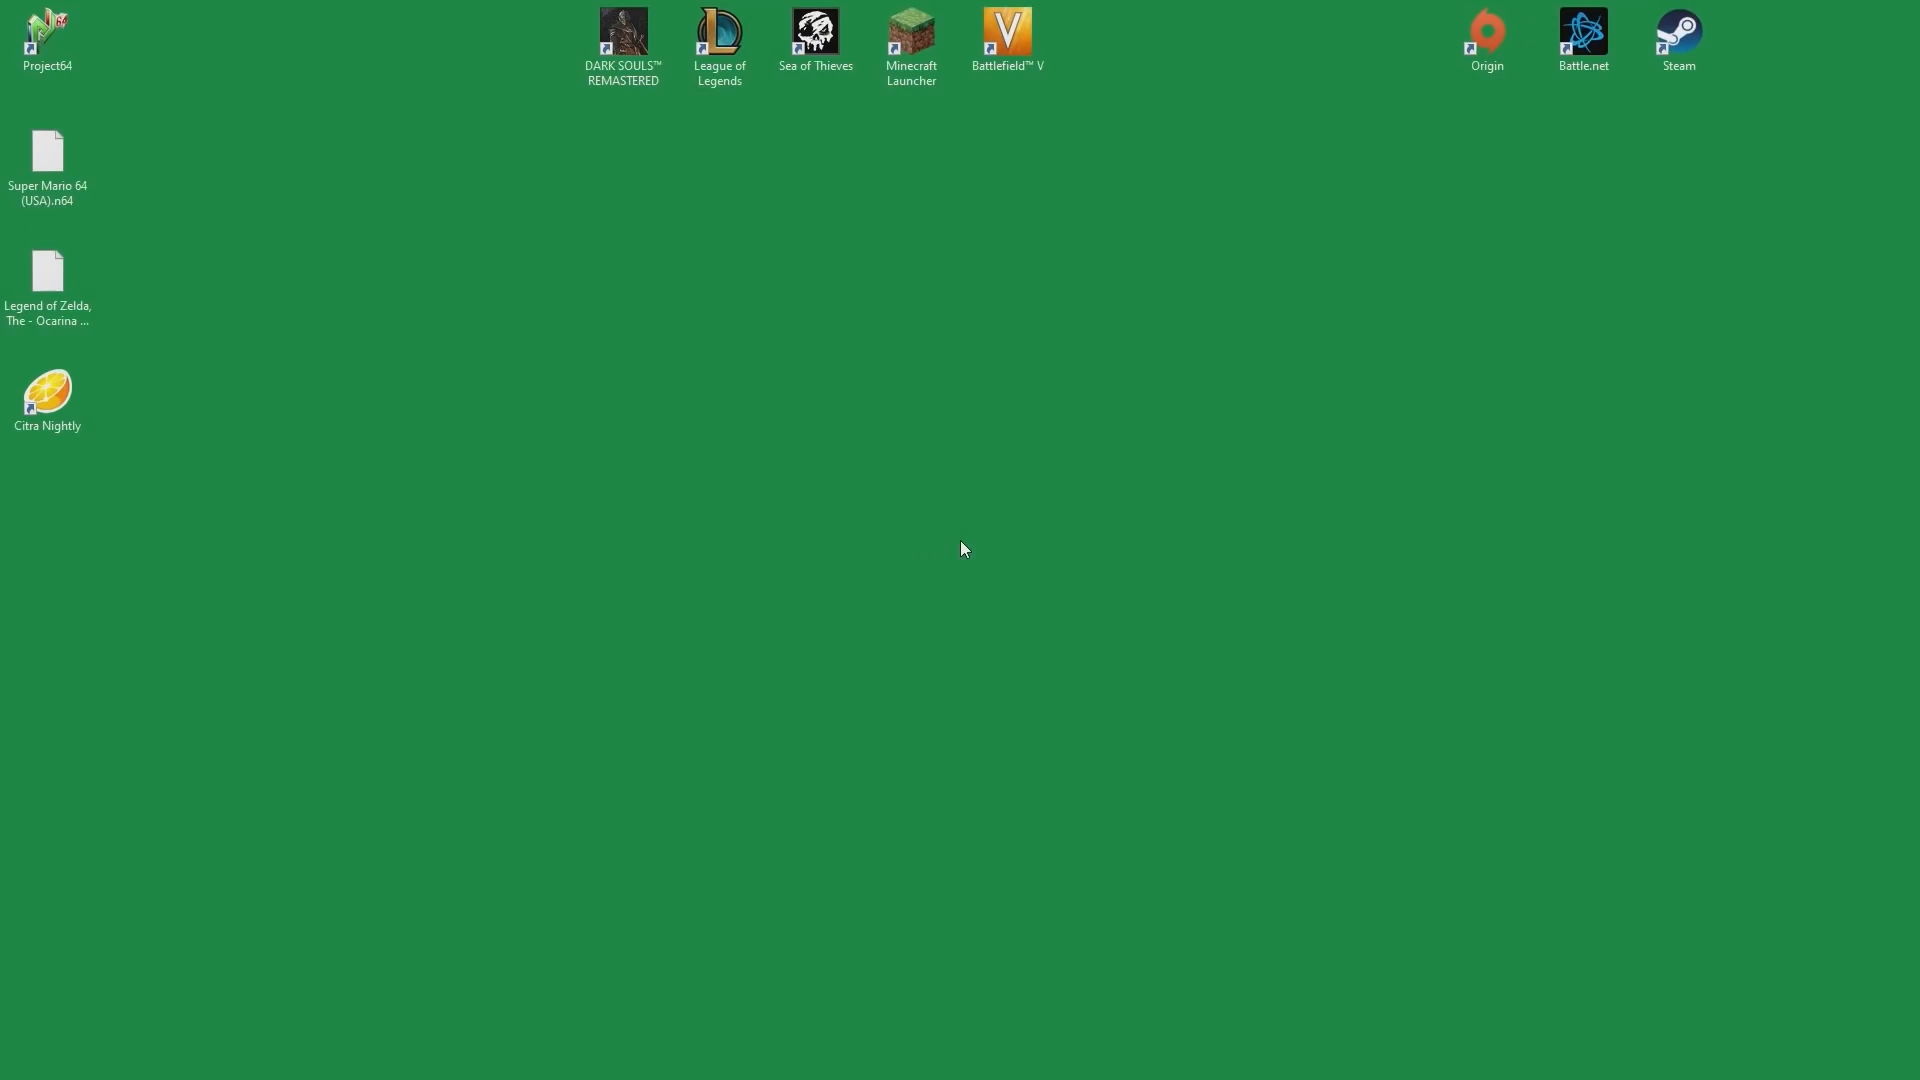 Project64
DARK SOULS™
REMASTERED
League of
Legends
Sea of Thieves
Minecraft
Launcher
Battlefield™ V
Origin
Battle.net
Steam
Super Mario 64
(USA).n64
Legend of Zelda,
The - Ocarina ...
Citra Nightly